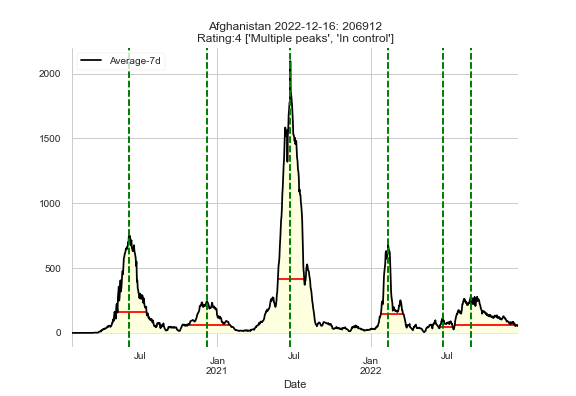 Afghanistan 2022-12-16: 206912
Rating:4 ['Multiple peaks', 'In control']
Average-7d
2000
1500
1000
500
0
Jul
Jan
2021
Jul
Jan
2022
Jul
Date